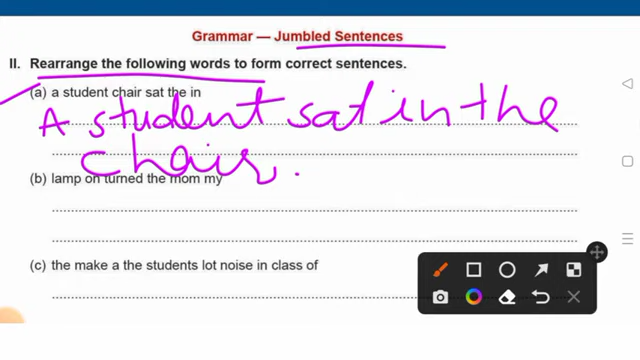 Grammar — Jumbled Sentences
II. Rearrange the following words to form correct sentences.
(a) a student chair sat the in
A student sat in the
chair.
(b) lamp on turned the mom my
(c) the make a the students lot noise in class of